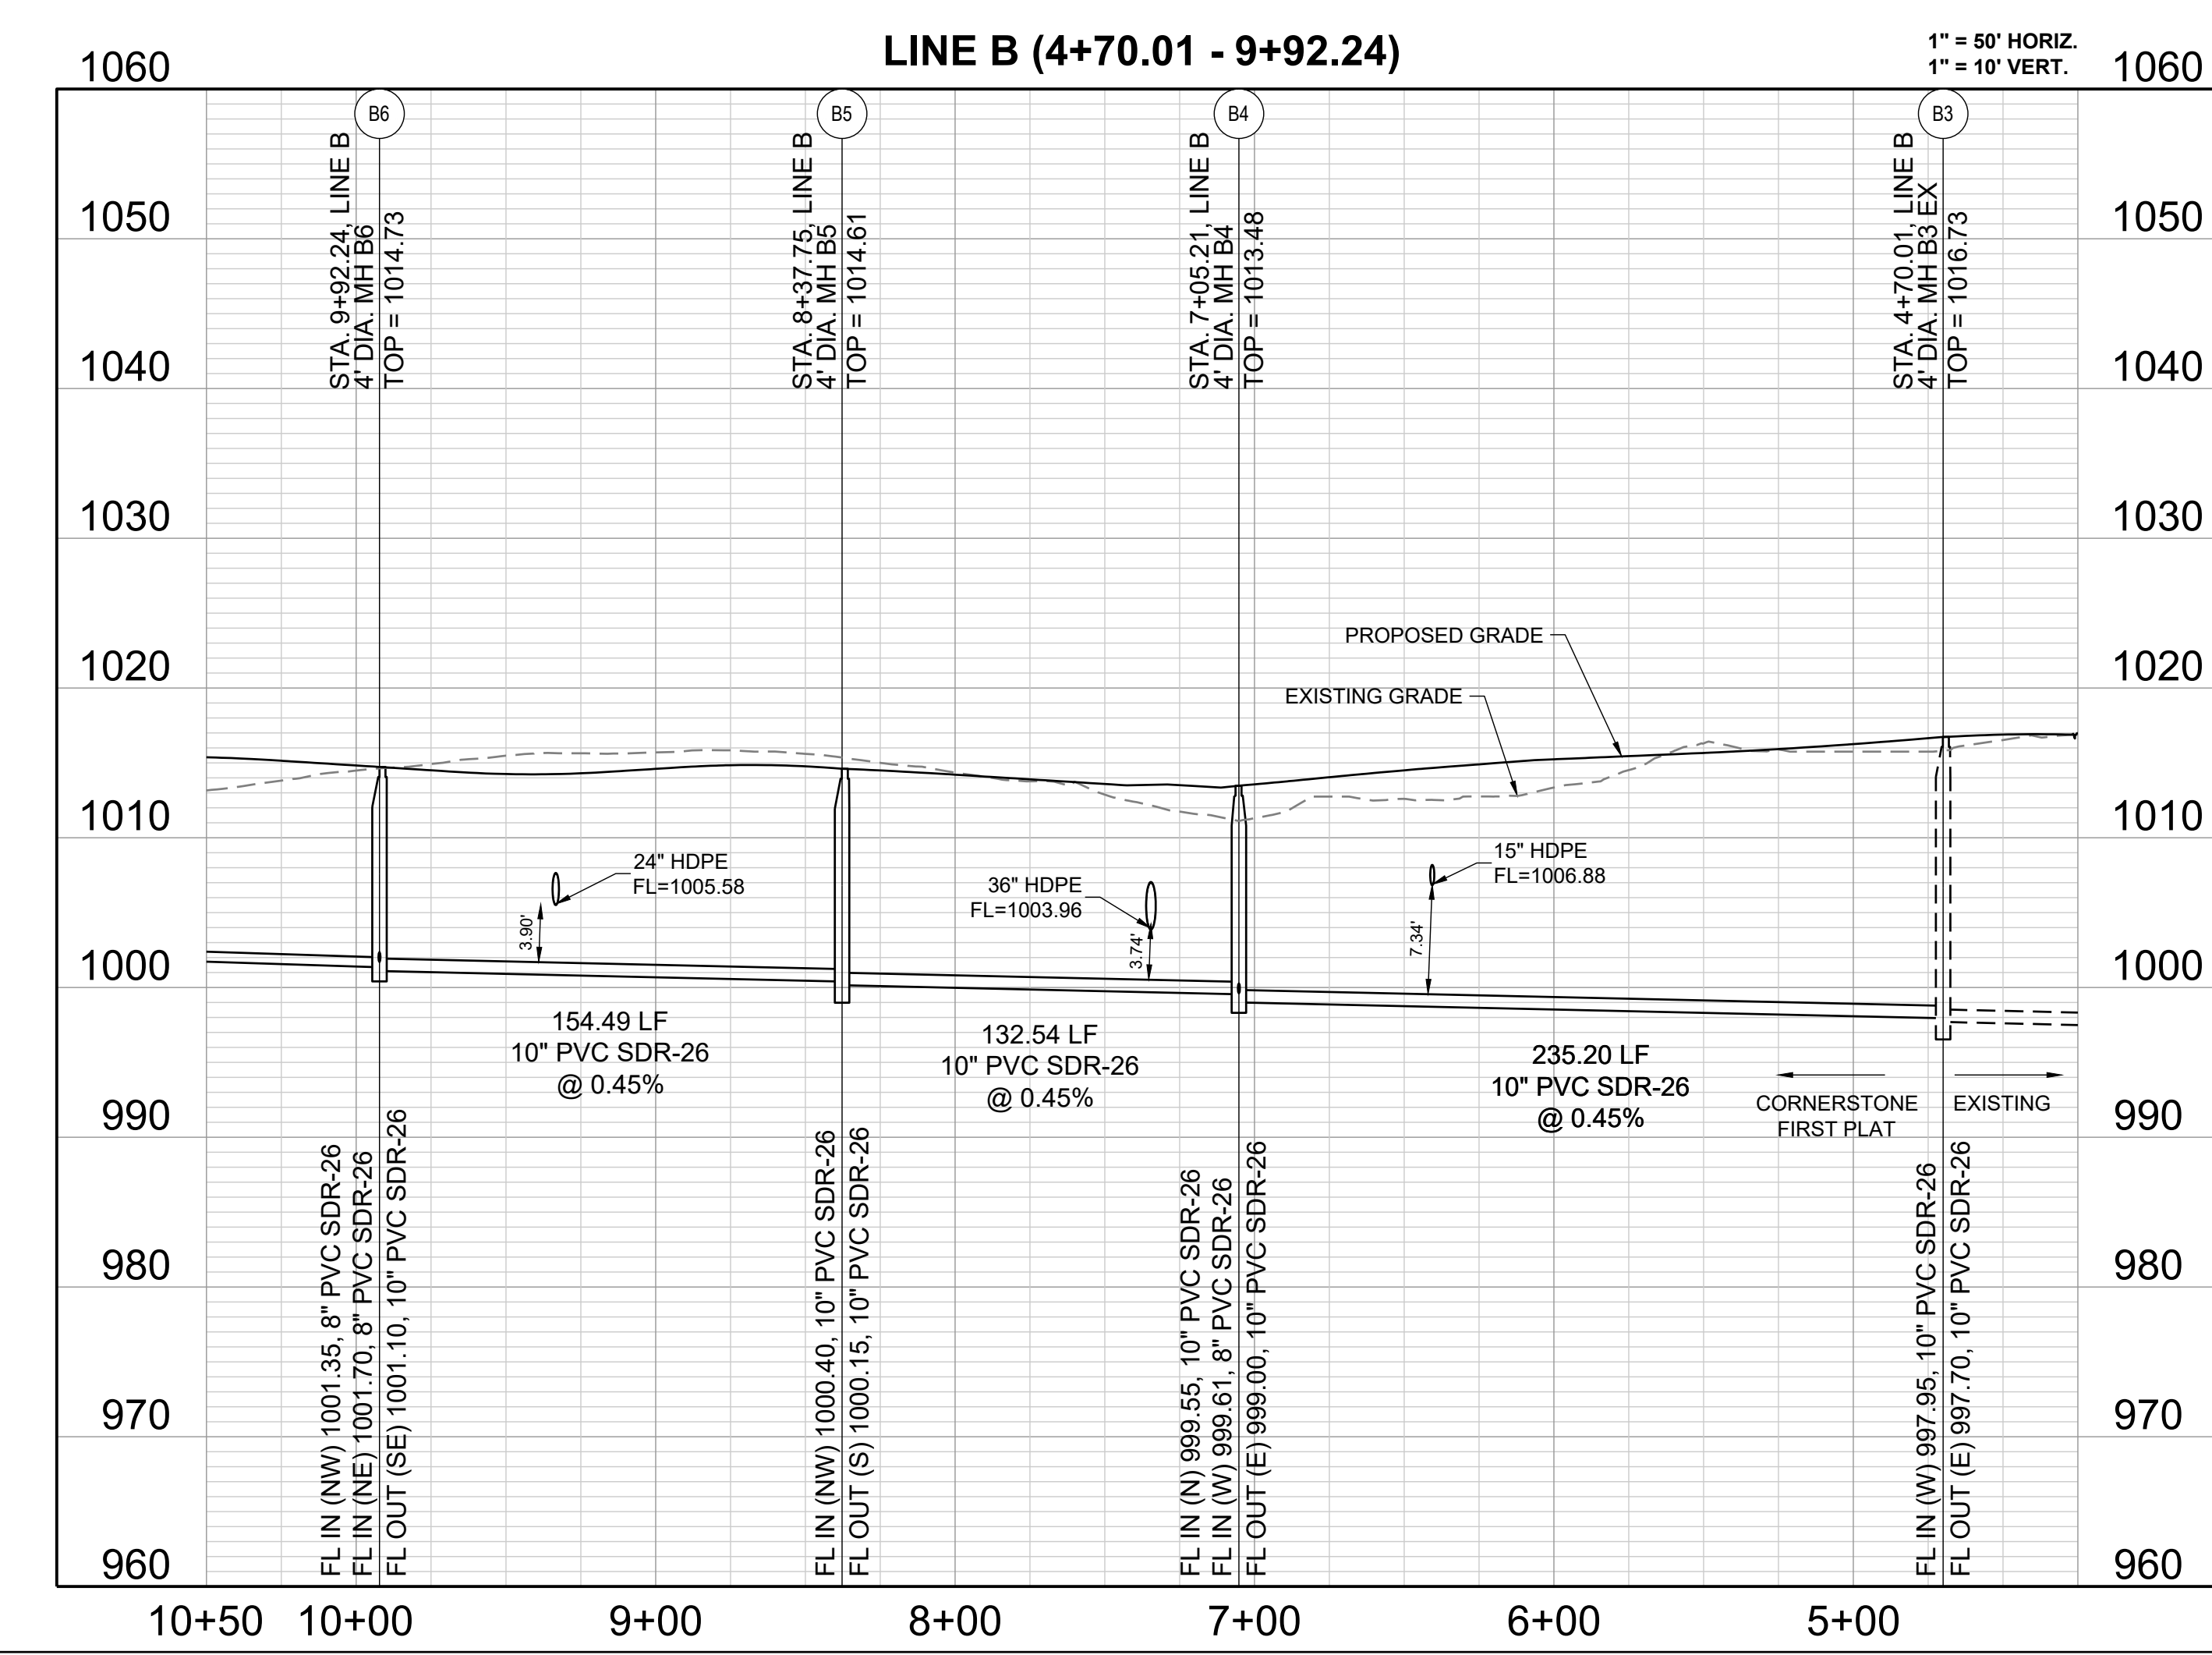 LINE B (4+70.01 - 9+92.24)
1" = 50' HORIZ.
1" = 10' VERT.
1060
1060
B6
B5
B4
B3
STA. 9+92.24, LINE B
4' DIA. MH B6
TOP = 1014.73
STA. 8+37.75, LINE B
4' DIA. MH B5
TOP = 1014.61
STA. 7+05.21, LINE B
4' DIA. MH B4
TOP = 1013.48
STA. 4+70.01, LINE B
4' DIA. MH B3 EX
TOP = 1016.73
1050
1050
1040
1040
1030
1030
PROPOSED GRADE
EXISTING GRADE
1020
1020
1010
1010
24" HDPE
FL=1005.58
3.90'
36" HDPE
FL=1003.96
3.74'
15" HDPE
FL=1006.88
7.34'
1000
1000
154.49 LF
10" PVC SDR-26
@ 0.45%
132.54 LF
10" PVC SDR-26
@ 0.45%
235.20 LF
10" PVC SDR-26
@ 0.45%
CORNERSTONE
FIRST PLAT
EXISTING
990
990
FL IN (NW) 1001.35, 8" PVC SDR-26
FL IN (NE) 1001.70, 8" PVC SDR-26
FL OUT (SE) 1001.10, 10" PVC SDR-26
FL IN (NW) 1000.40, 10" PVC SDR-26
FL OUT (S) 1000.15, 10" PVC SDR-26
FL IN (N) 999.55, 10" PVC SDR-26
FL IN (W) 999.61, 8" PVC SDR-26
FL OUT (E) 999.00, 10" PVC SDR-26
FL IN (W) 997.95, 10" PVC SDR-26
FL OUT (E) 997.70, 10" PVC SDR-26
980
980
970
970
960
960
10+50
10+00
9+00
8+00
7+00
6+00
5+00